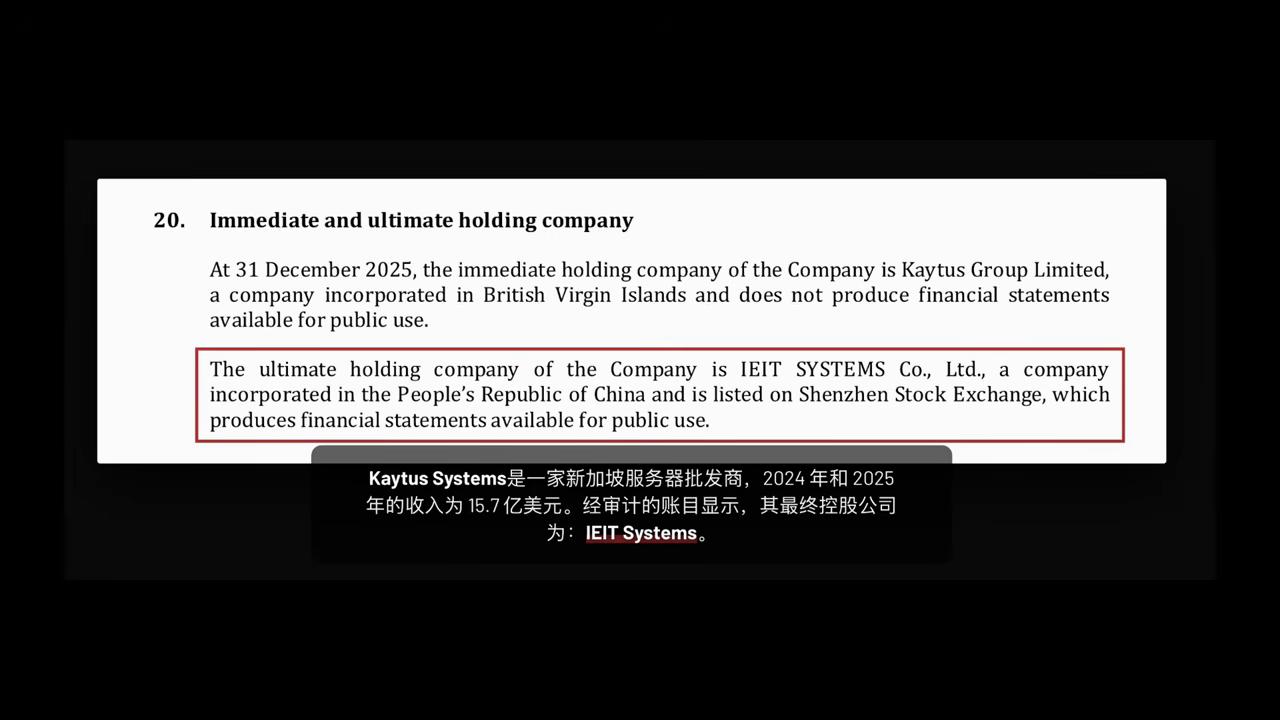 20. Immediate and ultimate holding company
At 31 December 2025, the immediate holding company of the Company is Kaytus Group Limited,
a company incorporated in British Virgin Islands and does not produce financial statements
available for public use.
The ultimate holding company of the Company is IEIT SYSTEMS Co., Ltd., a company
incorporated in the People’s Republic of China and is listed on Shenzhen Stock Exchange, which
produces financial statements available for public use.
Kaytus Systems是一家新加坡服务器批发商，2024 年和 2025
年的收入为 15.7 亿美元。经审计的账目显示，其最终控股公司
为：IEIT Systems。